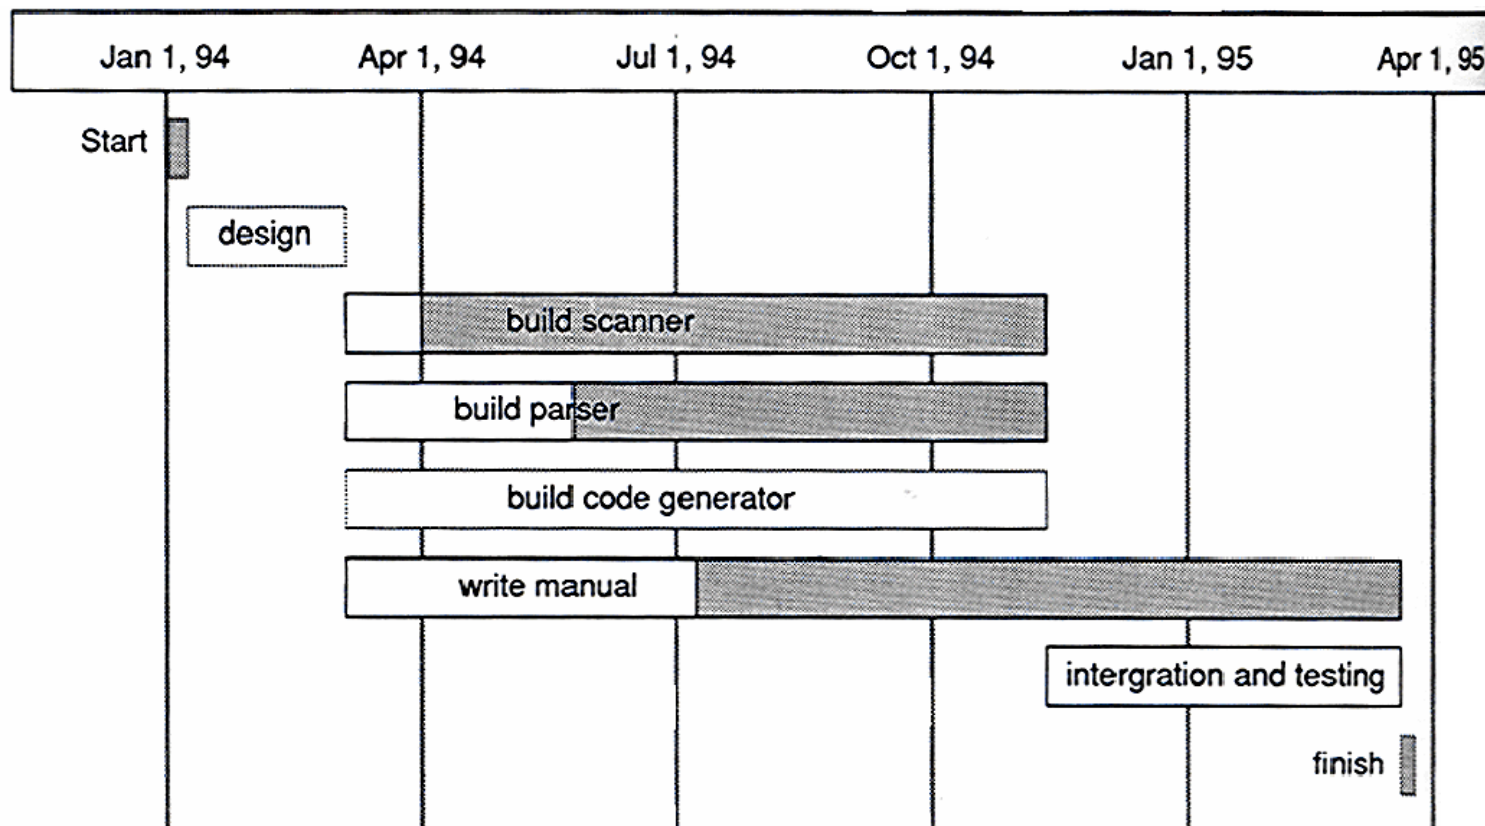 Jan 1, 94 Apr 1, 94 Jul 1, 94 Oct 1, 94 Jan 1, 95 Apr 1, 95
Start
design
build scanner
build parser
build code generator
write manual
intergration and testing
finish